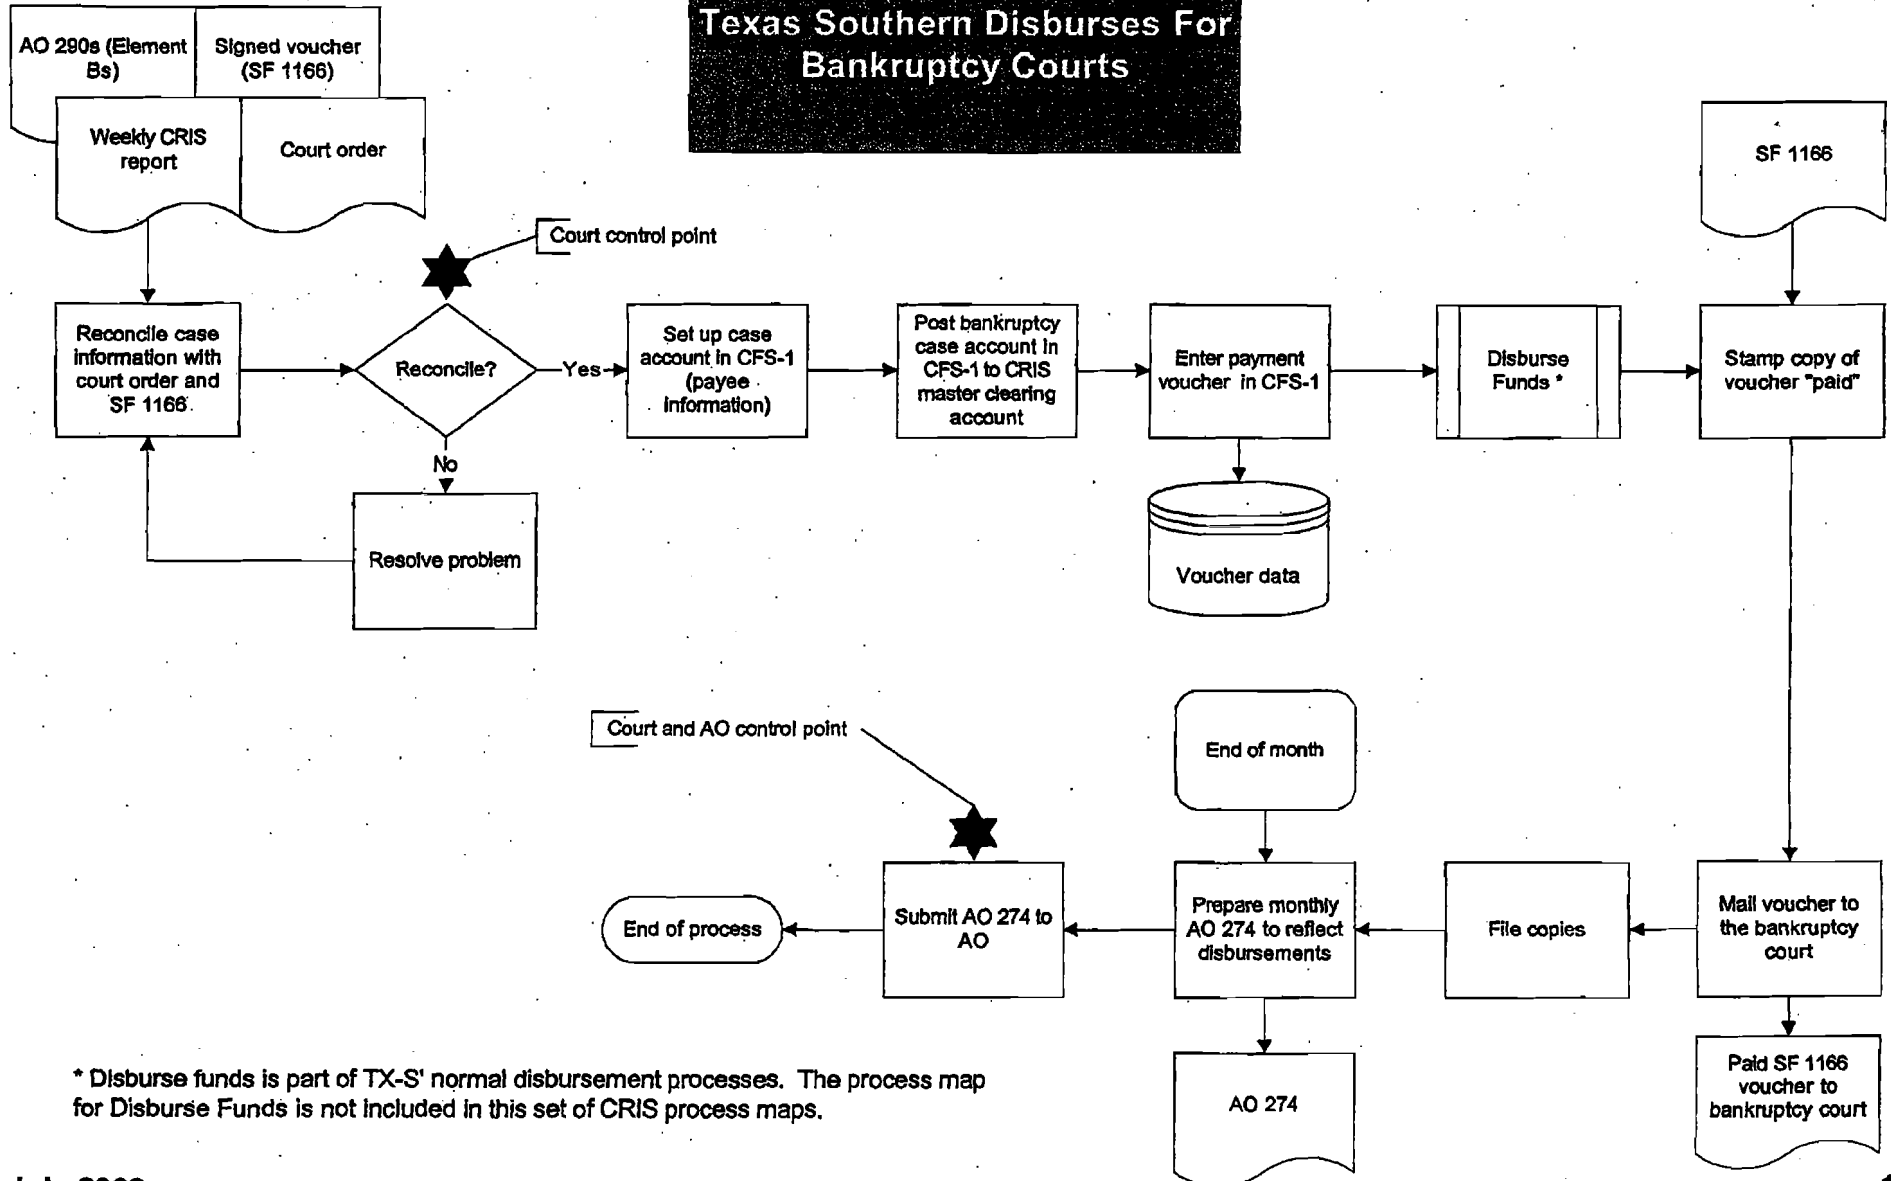 Texas Southern Disburses For
Bankruptcy Courts
AO 290s (Element
Bs)
Signed voucher
(SF 1166)
Weekly CRIS
report
Court order
SF 1166
Court control point
Reconcile case
information with
court order and
SF 1166.
Reconcile?
Yes
Set up case
account in CFS-1
(payee
information)
Post bankruptcy
case account in
CFS-1 to CRIS
master clearing
account
Enter payment
voucher in CFS-1
Disburse
Funds *
Stamp copy of
voucher "paid"
No
Resolve problem
Voucher data
Court and AO control point
End of month
End of process
Submit AO 274 to
AO
Prepare monthly
AO 274 to reflect
disbursements
File copies
Mail voucher to
the bankruptcy
court
AO 274
Paid SF 1166
voucher to
bankruptcy court
* Disburse funds is part of TX-S' normal disbursement processes. The process map
for Disburse Funds is not included in this set of CRIS process maps.